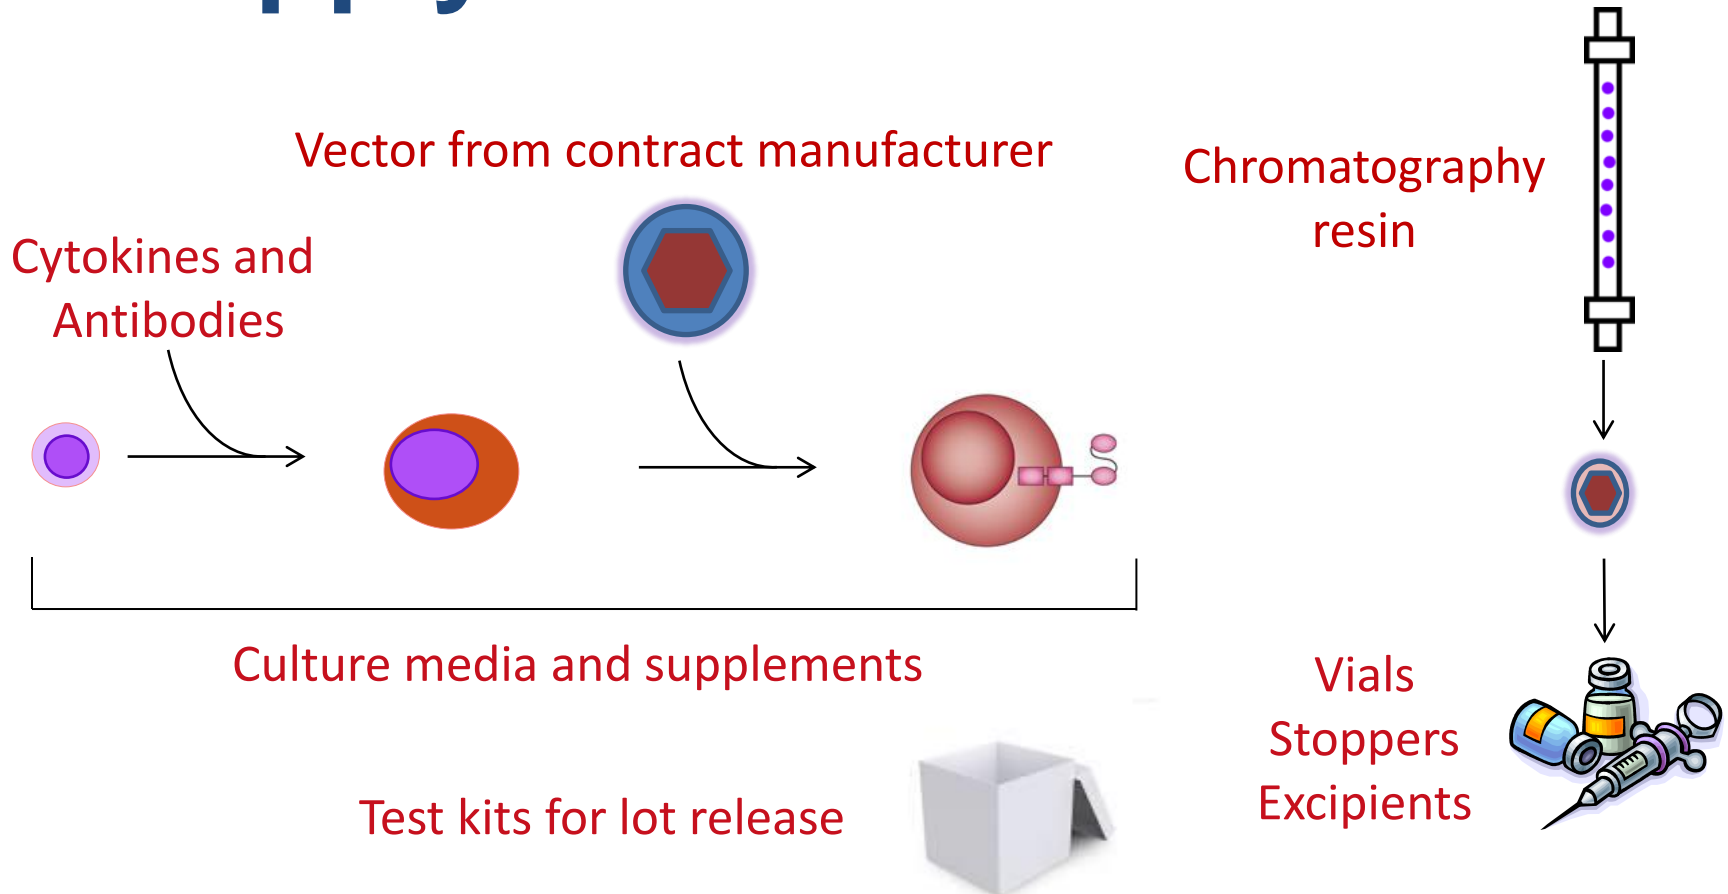 Vector from contract manufacturer
Chromatography
resin
Cytokines and
Antibodies
Culture media and supplements
Vials
Stoppers
Excipients
Test kits for lot release